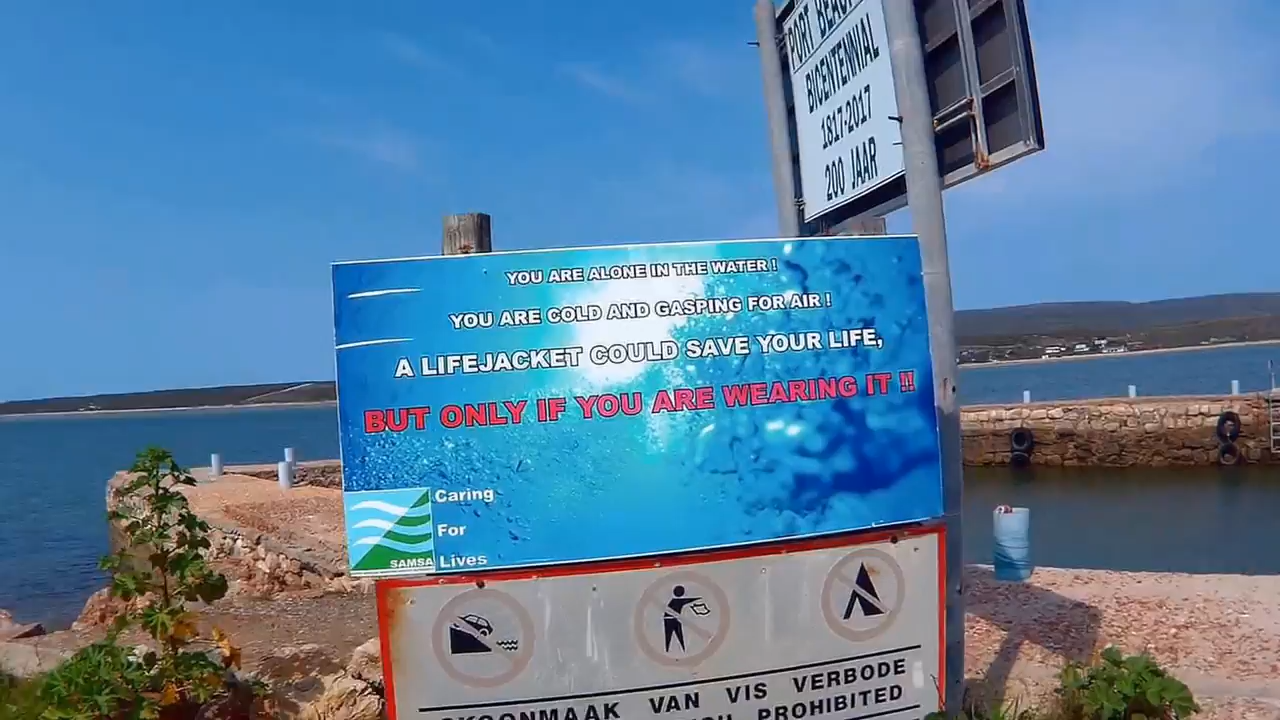 PORT BEAU
BICENTENNIAL
1817-2017
200 JAAR
YOU ARE ALONE IN THE WATER !
YOU ARE COLD AND GASPING FOR AIR !
A LIFEJACKET COULD SAVE YOUR LIFE,
BUT ONLY IF YOU ARE WEARING IT !!
Caring
For
Lives
SAMSA
SKOONMAAK VAN VIS VERBODE
PROHIBITED